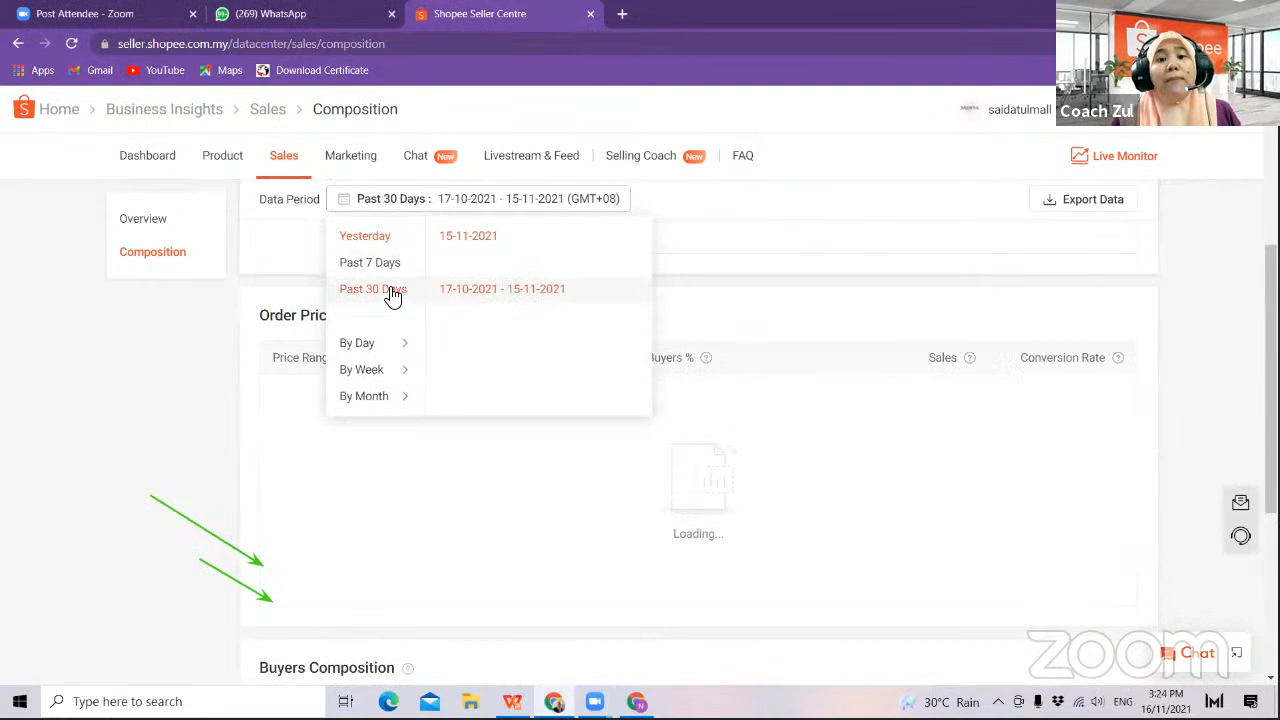 Post Attendee - Zoom
(269) WhatsApp
Shopee Seller Centre
seller.shopee.com.my/datacenter/sales/composition
Apps
Gmail
YouTube
Maps
Download Certificate
Coach Zul
Home > Business Insights > Sales > Composition
saidatulmall
Dashboard
Product
Sales
Marketing
Chat New
Livestream & Feed
Selling Coach New
FAQ
Live Monitor
Overview
Composition
Data Period
Past 30 Days : 17-10-2021 - 15-11-2021 (GMT+08)
Export Data
Yesterday
15-11-2021
Past 7 Days
Past 30 Days
17-10-2021 - 15-11-2021
By Day
By Week
By Month
Order Pric
Price Rang
Buyers %
Sales
Conversion Rate
Loading...
Buyers Composition
zoom
Chat
Type here to search
30°C Rain
ENG
3:24 PM
16/11/2021